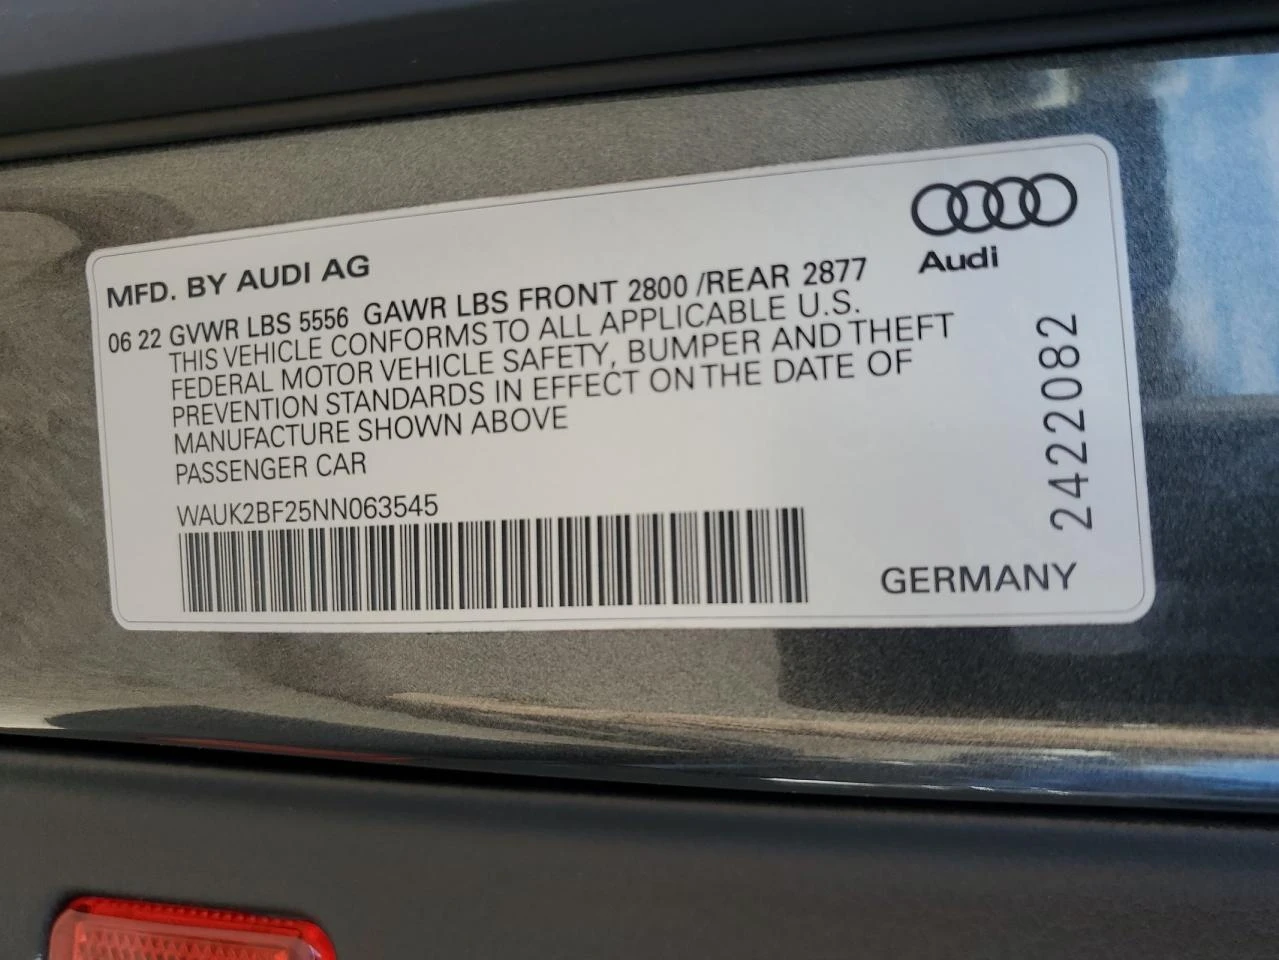 MFD. BY AUDI AG
Audi
06 22 GVWR LBS 5556 GAWR LBS FRONT 2800 /REAR 2877
THIS VEHICLE CONFORMS TO ALL APPLICABLE U.S.
FEDERAL MOTOR VEHICLE SAFETY, BUMPER AND THEFT
PREVENTION STANDARDS IN EFFECT ON THE DATE OF
MANUFACTURE SHOWN ABOVE
PASSENGER CAR
WAUK2BF25NN063545
GERMANY
2422082